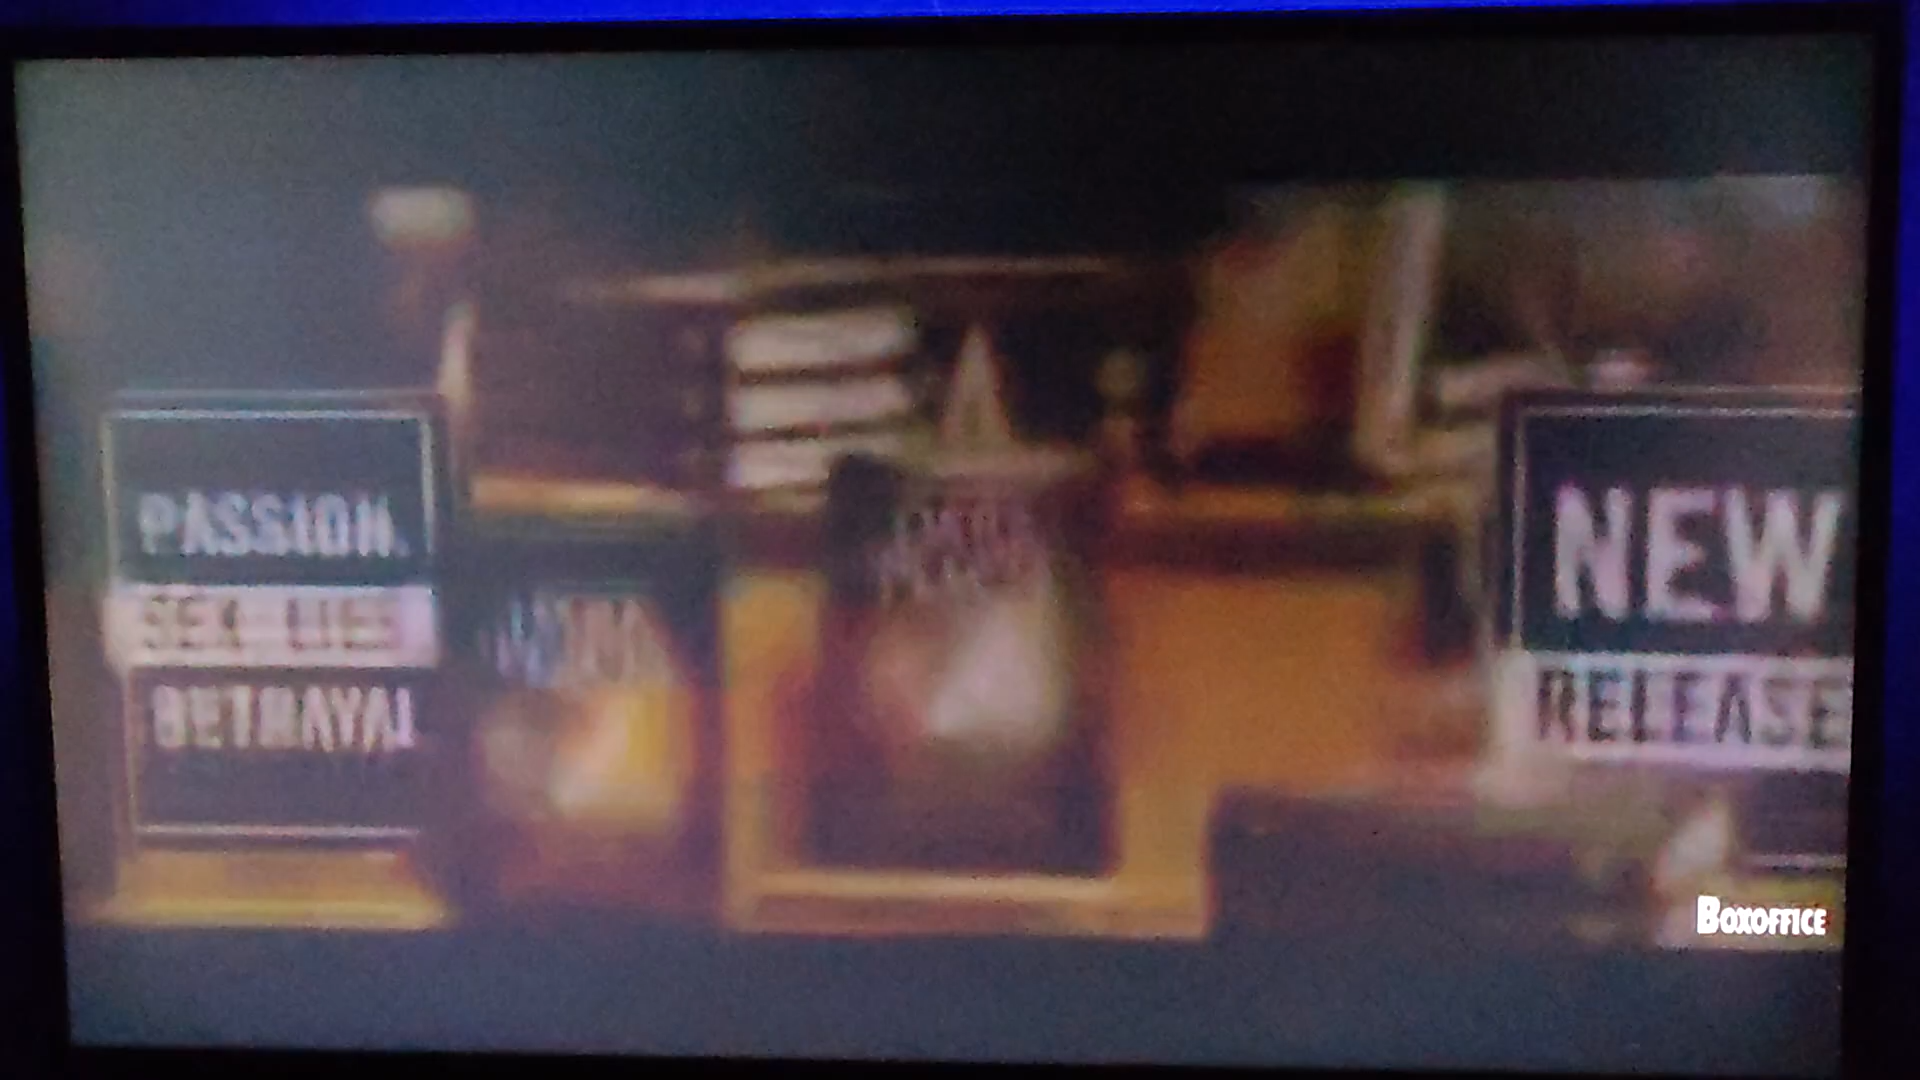 PASSION.
SEX LIES
BETRAYAL
NEW
RELEASE
BOXOFFICE